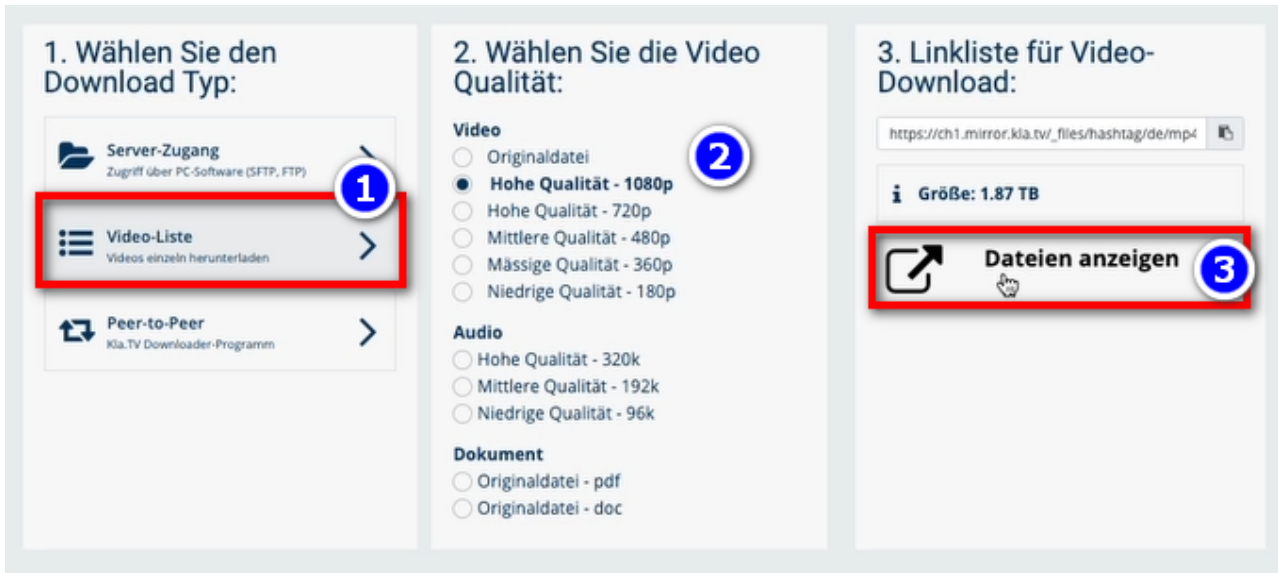 1. Wählen Sie den
Download Typ:
Server-Zugang
Zugriff über PC-Software (SFTP, FTP)
1
Video-Liste
Videos einzeln herunterladen
Peer-to-Peer
Kla.TV Downloader-Programm
2. Wählen Sie die Video
Qualität:
Video
Originaldatei
2
Hohe Qualität - 1080p
Hohe Qualität - 720p
Mittlere Qualität - 480p
Mässige Qualität - 360p
Niedrige Qualität - 180p
Audio
Hohe Qualität - 320k
Mittlere Qualität - 192k
Niedrige Qualität - 96k
Dokument
Originaldatei - pdf
Originaldatei - doc
3. Linkliste für Video-
Download:
https://ch1.mirror.kla.tv/_files/hashtag/de/mp4
i Größe: 1.87 TB
Dateien anzeigen
3